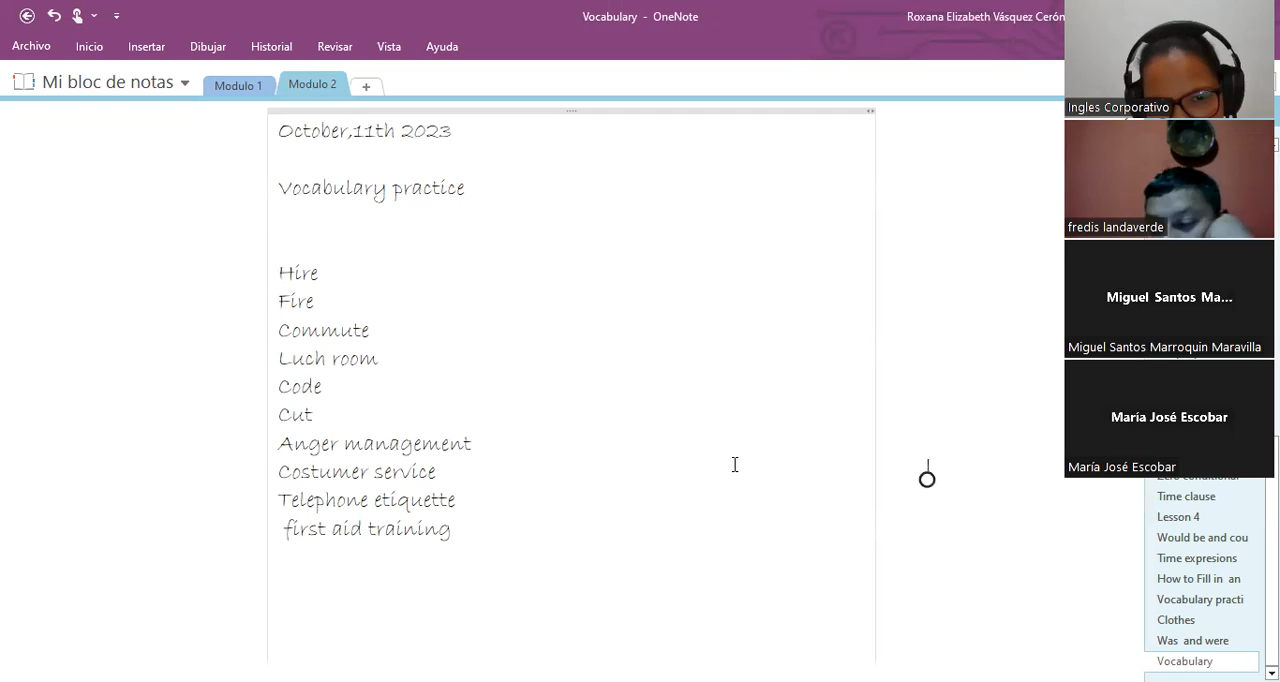 Vocabulary - OneNote
Roxana Elizabeth Vásquez Cerón
Archivo
Inicio
Insertar
Dibujar
Historial
Revisar
Vista
Ayuda
Mi bloc de notas
Modulo 1
Modulo 2
October,11th 2023
Vocabulary practice
Hire
Fire
Commute
Luch room
Code
Cut
Anger management
Costumer service
Telephone etiquette
first aid training
Ingles Corporativo
fredis landaverde
Miguel Santos Ma...
Miguel Santos Marroquin Maravilla
María José Escobar
María José Escobar
Zero conditional
Time clause
Lesson 4
Would be and cou
Time expresions
How to Fill in an
Vocabulary practi
Clothes
Was and were
Vocabulary